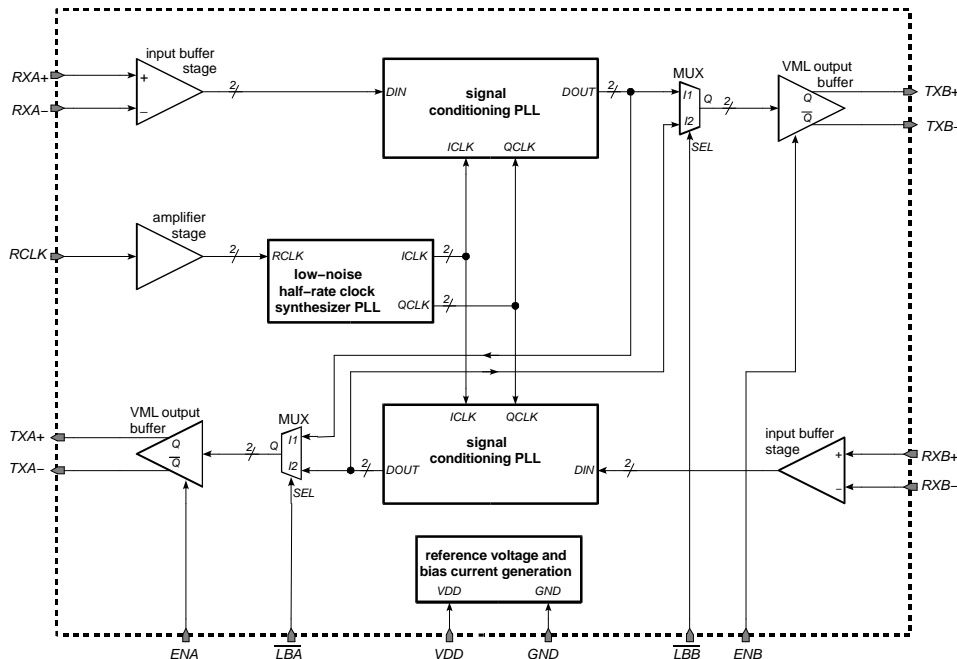 input buffer
stage
RXA+
+
RXA−
−
2
DIN
signal
conditioning PLL
DOUT
ICLK
QCLK
2
MUX
I1
I2
Q
SEL
2
VML output
buffer
Q
Q
TXB+
TXB−
amplifier
stage
RCLK
2
RCLK
ICLK
low−noise
half−rate clock
synthesizer PLL
QCLK
2
2
VML output
buffer
TXA+
TXA−
Q
Q
2
Q
MUX
I1
I2
SEL
2
ICLK
QCLK
DOUT
signal
conditioning PLL
DIN
2
input buffer
stage
+
−
RXB+
RXB−
reference voltage and
bias current generation
VDD
GND
ENA
LBA
VDD
GND
LBB
ENB